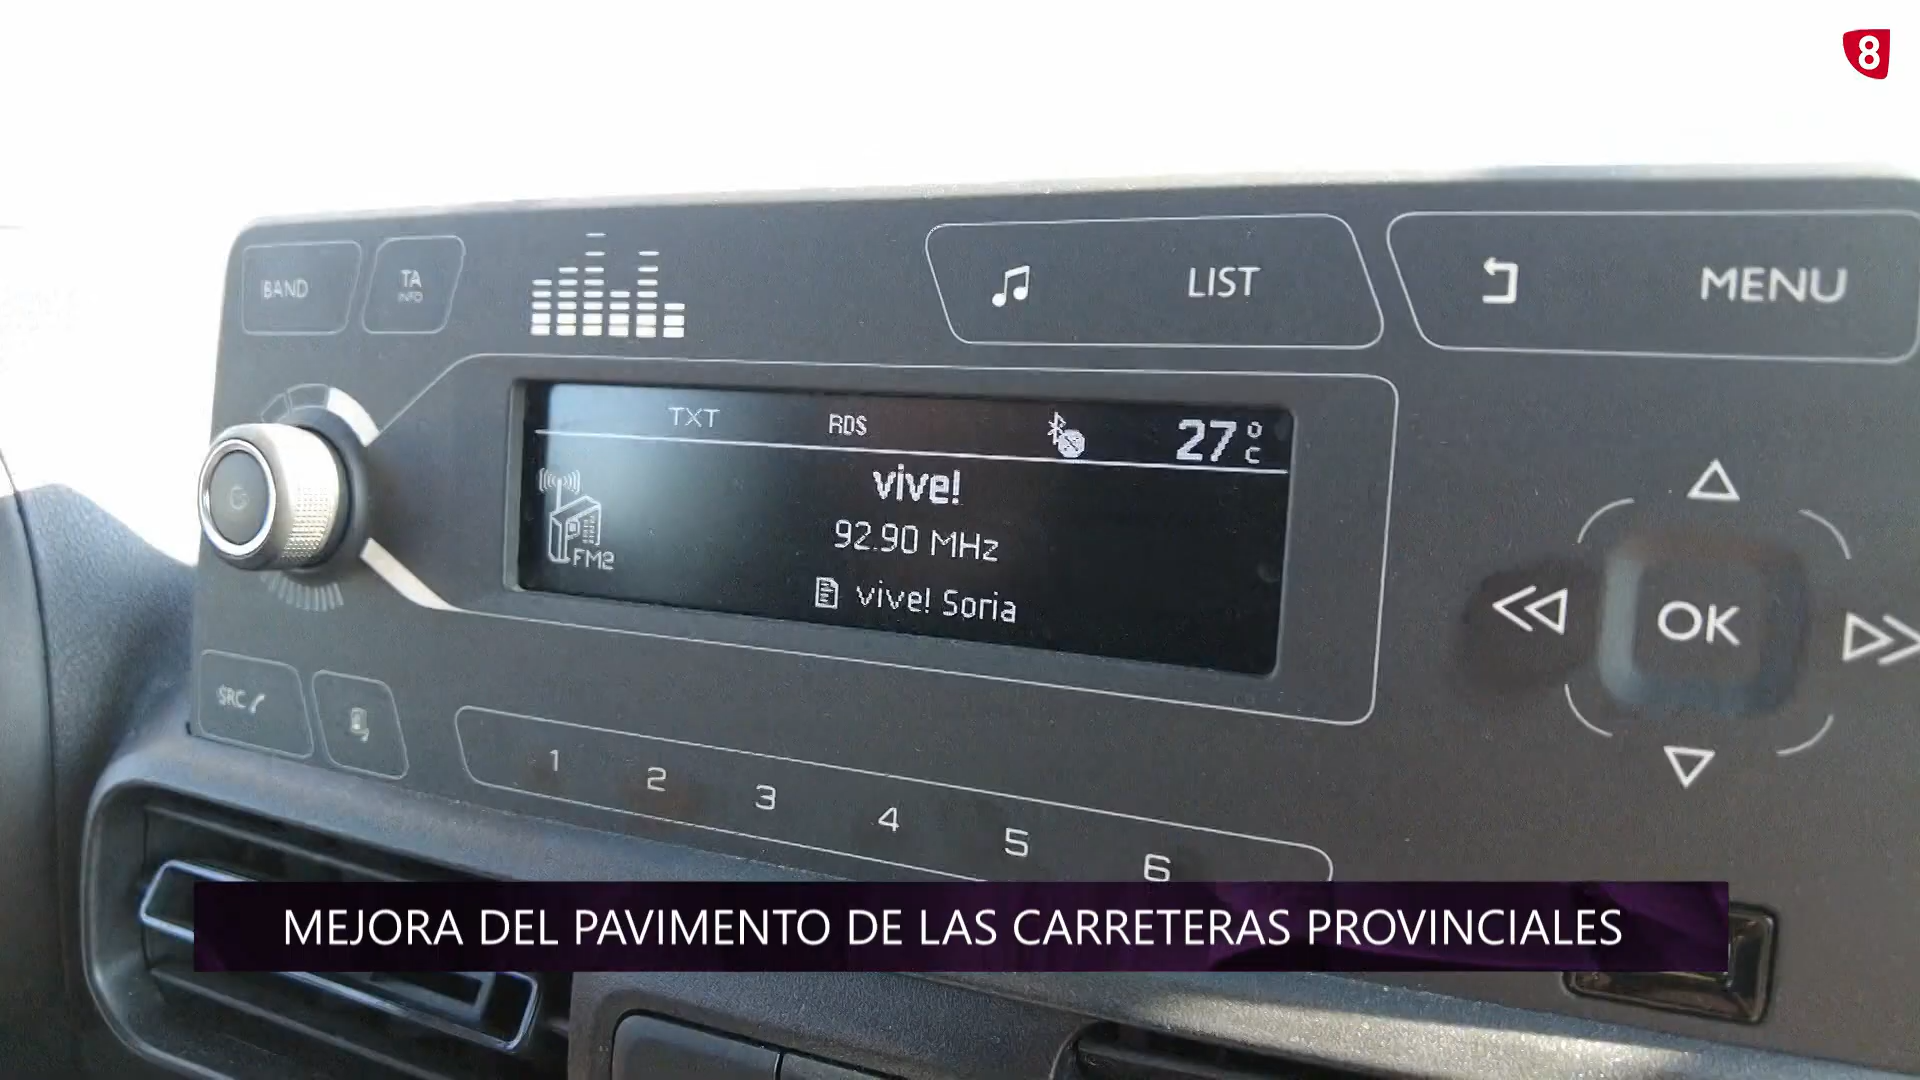 8
BAND
TA
INFO
LIST
MENU
TXT
RDS
27°C
vive!
92.90 MHz
FM2
vive! Soria
OK
SRC
1 2 3 4 5 6
MEJORA DEL PAVIMENTO DE LAS CARRETERAS PROVINCIALES